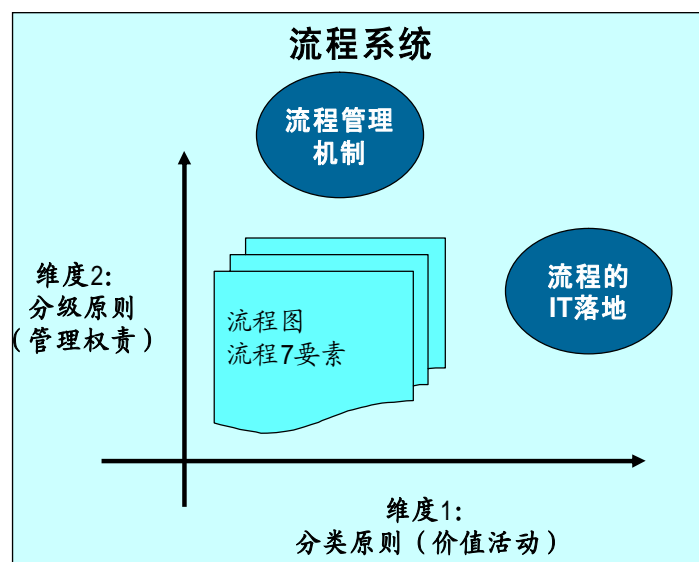 流程系统
流程管理
机制
维度2：
分级原则
（管理权责）
流程的
IT落地
流程图
流程7要素
维度1：
分类原则（价值活动）